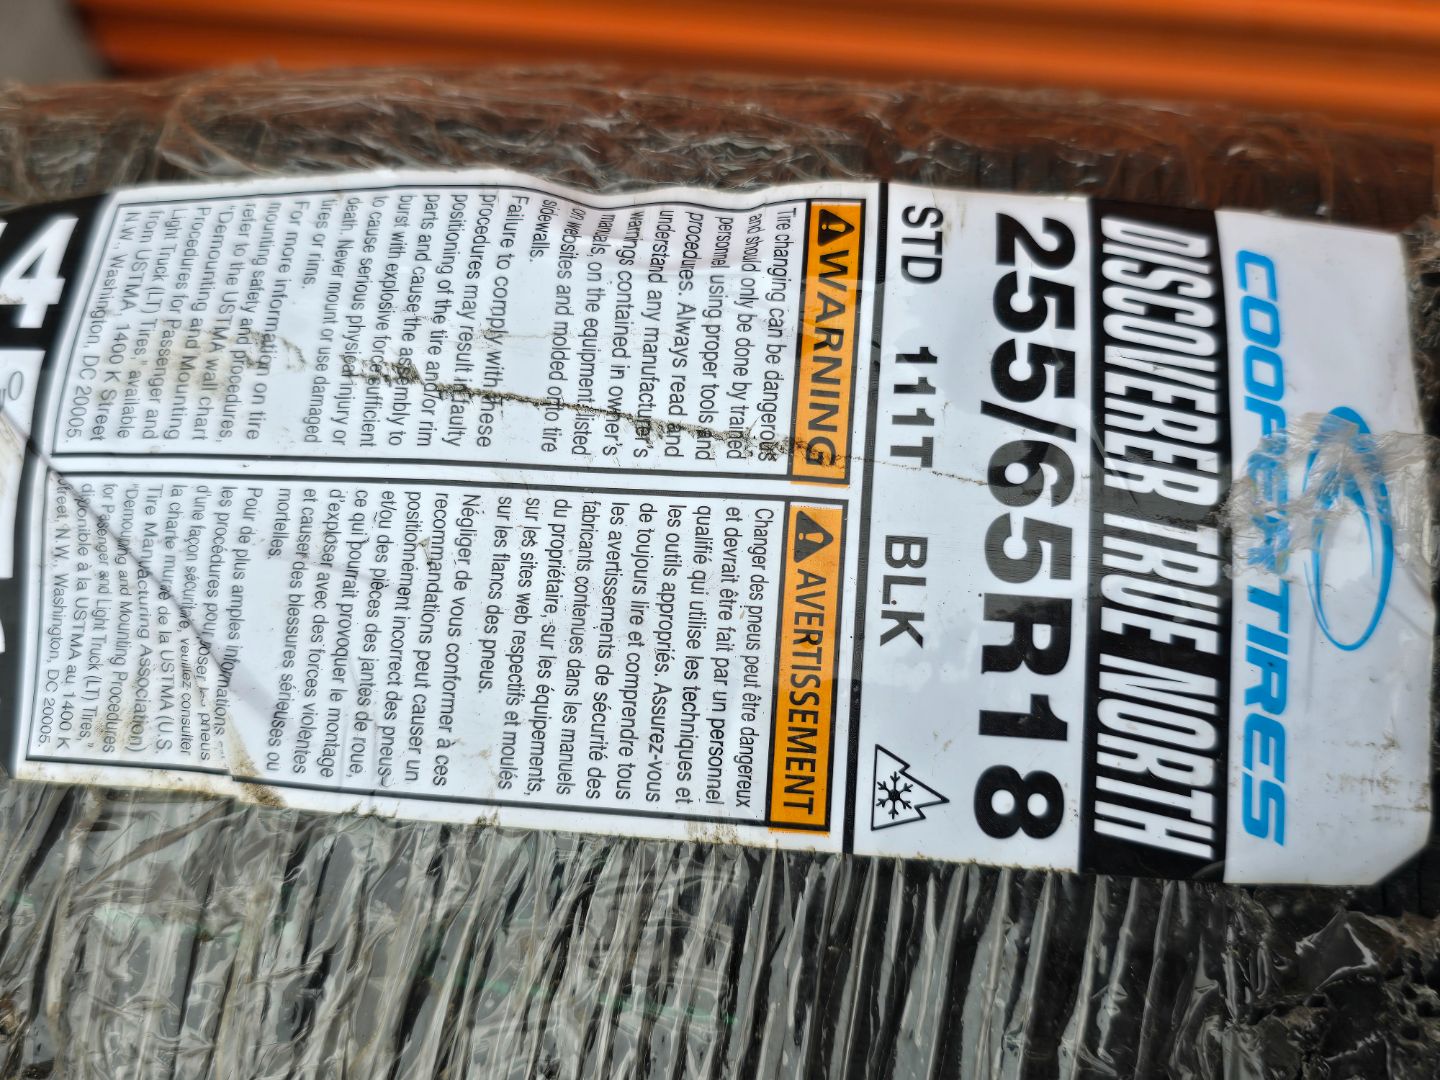 COOPERTIRES
DISCOVERER TRUE NORTH
255/65R18
STD 111T BLK
WARNING
Tire changing can be dangerous
and should only be done by trained
personnel using proper tools and
procedures. Always read and
understand any manufacturer's
warnings contained in owner's
manuals, on the equipment listed
on websites and molded onto tire
sidewalls.
Failure to comply with these
procedures may result in faulty
positioning of the tire and/or rim
parts and cause the assembly to
burst with explosive force sufficient
to cause serious physical injury or
death. Never mount or use damaged
tires or rims.
For more information on tire
mounting safety and procedures,
refer to the USTMA wall chart
"Demounting and Mounting
Procedures for Passenger and
Light Truck (LT) Tires," available
from USTMA, 1400 K Street
N.W., Washington, DC 20005
AVERTISSEMENT
Changer des pneus peut être dangereux
et devrait être fait par un personnel
qualifié qui utilise les techniques et
les outils appropriés. Assurez-vous
de toujours lire et comprendre tous
les avertissements de sécurité des
fabricants contenues dans les manuels
du propriétaire, sur les équipements,
sur les sites web respectifs et moulés
sur les flancs des pneus.
Négliger de vous conformer à ces
recommandations peut causer un
positionnement incorrect des pneus
et/ou des pièces des jantes de roue,
ce qui pourrait provoquer le montage
d'exploser avec des forces violentes
et causer des blessures sérieuses ou
mortelles.
Pour de plus amples informations
les procédures pour poser les pneus
d'une façon sécuritaire, veuillez consulter
la charte murale de la USTMA (U.S.
Tire Manufacturing Association)
"Demounting and Mounting Procedures
for Passenger and Light Truck (LT) Tires,"
disponible à la USTMA au 1400 K
Street, N.W., Washington, DC 20005.
4